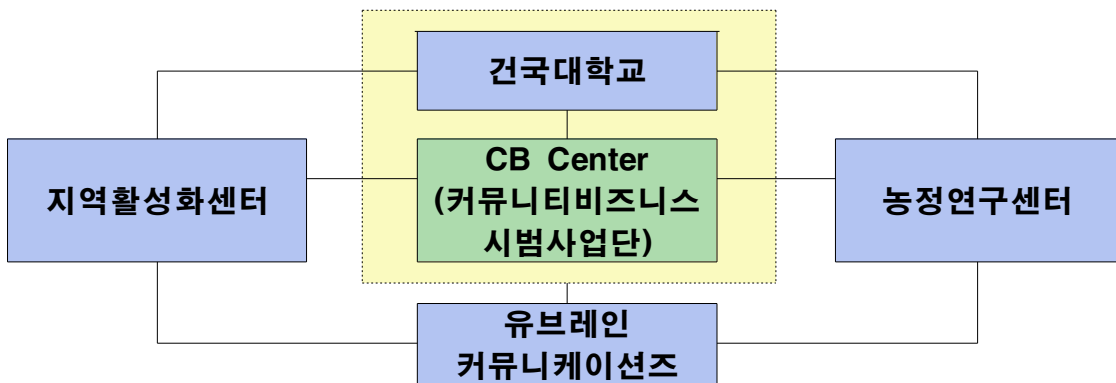 건국대학교
CB Center
(커뮤니티비즈니스
시범사업단)
지역활성화센터
농정연구센터
유브레인
커뮤니케이션즈